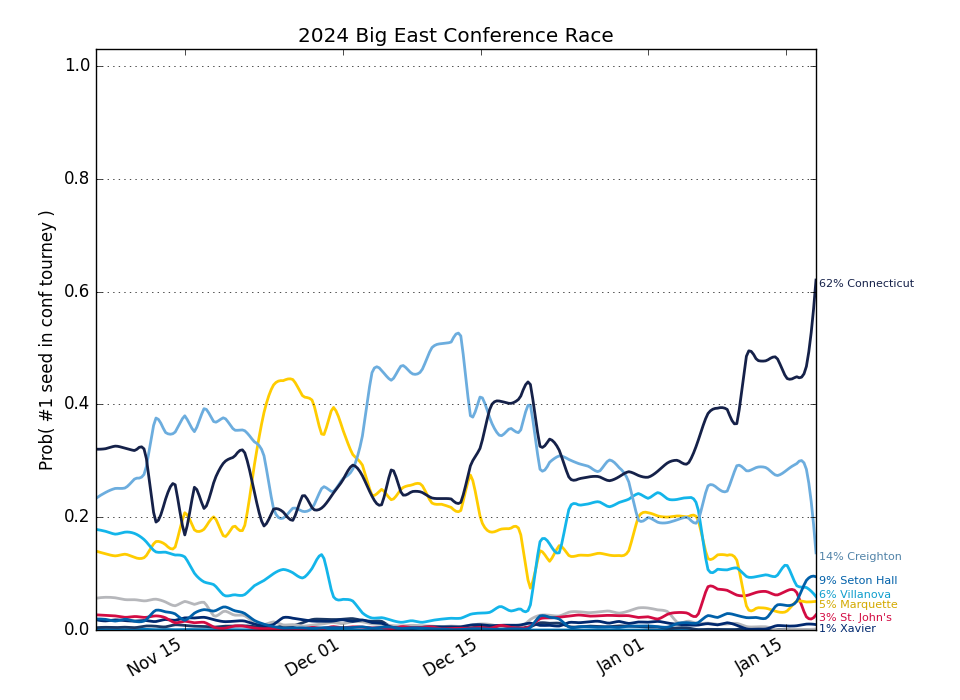 2024 Big East Conference Race
Prob( #1 seed in conf tourney )
1.0
0.8
0.6
0.4
0.2
0.0
Nov 15
Dec 01
Dec 15
Jan 01
Jan 15
62% Connecticut
14% Creighton
9% Seton Hall
6% Villanova
5% Marquette
3% St. John's
1% Xavier